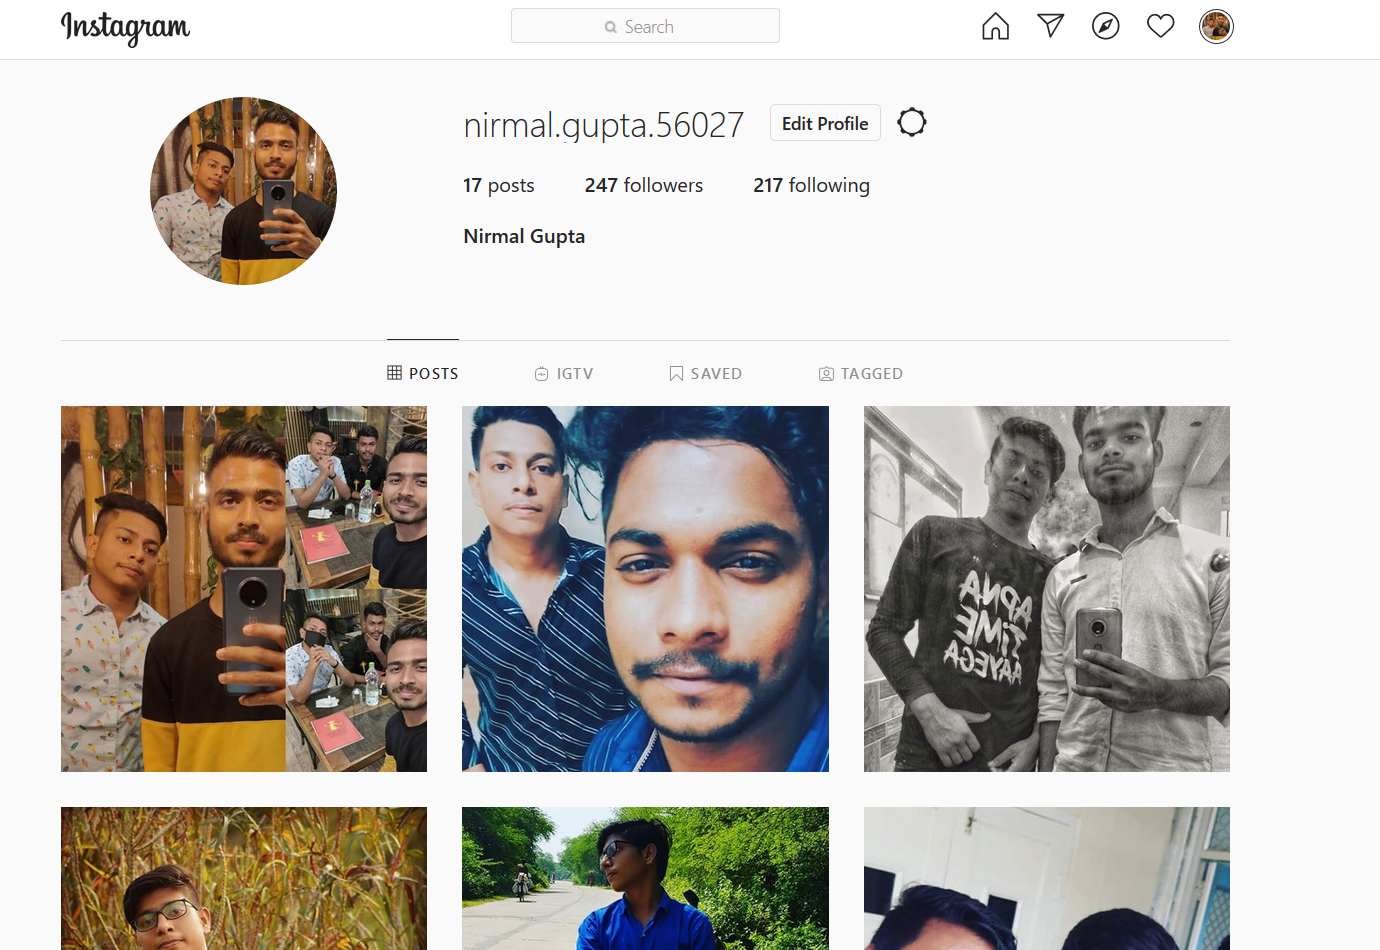 Instagram
Search
nirmal.gupta.56027
Edit Profile
17 posts 247 followers 217 following
Nirmal Gupta
POSTS IGTV SAVED TAGGED
APNA
TiME
AAYEGA